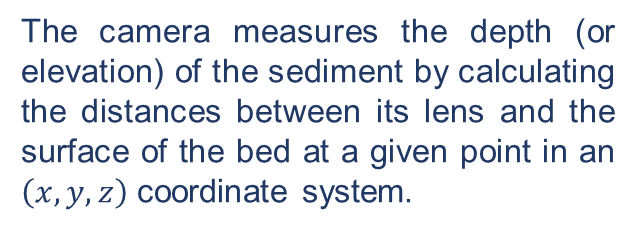 The camera measures the depth (or
elevation) of the sediment by calculating
the distances between its lens and the
surface of the bed at a given point in an
(x, y, z) coordinate system.